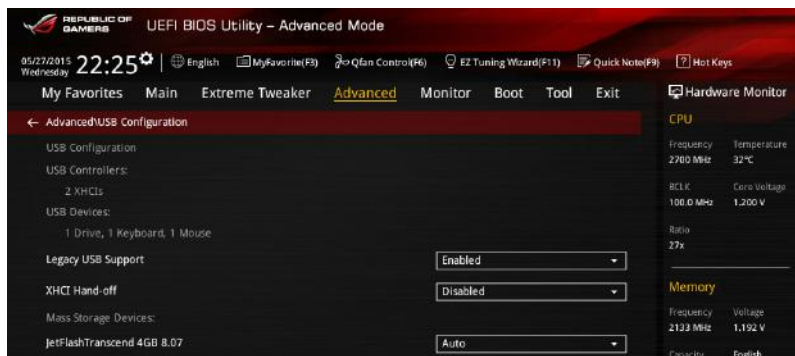 REPUBLIC OF GAMERS UEFI BIOS Utility – Advanced Mode
05/27/2015 Wednesday 22:25 English MyFavorite(F3) Qfan Control(F6) EZ Tuning Wizard(F11) Quick Note(F9) ? Hot Keys
My Favorites Main Extreme Tweaker Advanced Monitor Boot Tool Exit
Hardware Monitor
← Advanced\USB Configuration
USB Configuration
USB Controllers:
2 XHCIs
USB Devices:
1 Drive, 1 Keyboard, 1 Mouse
Legacy USB Support Enabled
XHCI Hand-off Disabled
Mass Storage Devices:
JetFlashTranscend 4GB 8.07 Auto
CPU
Frequency Temperature
2700 MHz 32°C
BCLK Core Voltage
100.0 MHz 1.200 V
Ratio
27x
Memory
Frequency Voltage
2133 MHz 1.192 V
Capacity English